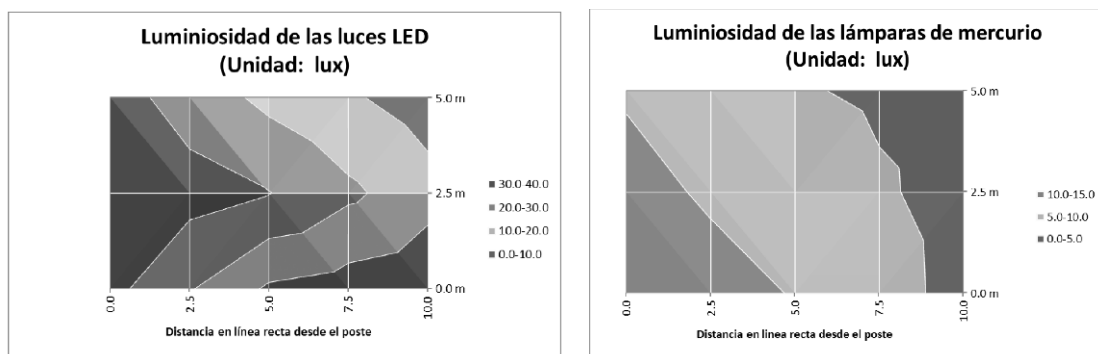 Luminiosidad de las luces LED
(Unidad: lux)
5.0 m
2.5 m
0.0 m
30.0-40.0
20.0-30.0
10.0-20.0
0.0-10.0
0.0
2.5
5.0
7.5
10.0
Distancia en línea recta desde el poste
Luminiosidad de las lámparas de mercurio
(Unidad: lux)
5.0 m
2.5 m
0.0 m
10.0-15.0
5.0-10.0
0.0-5.0
0.0
2.5
5.0
7.5
10.0
Distancia en linea recta desde el poste